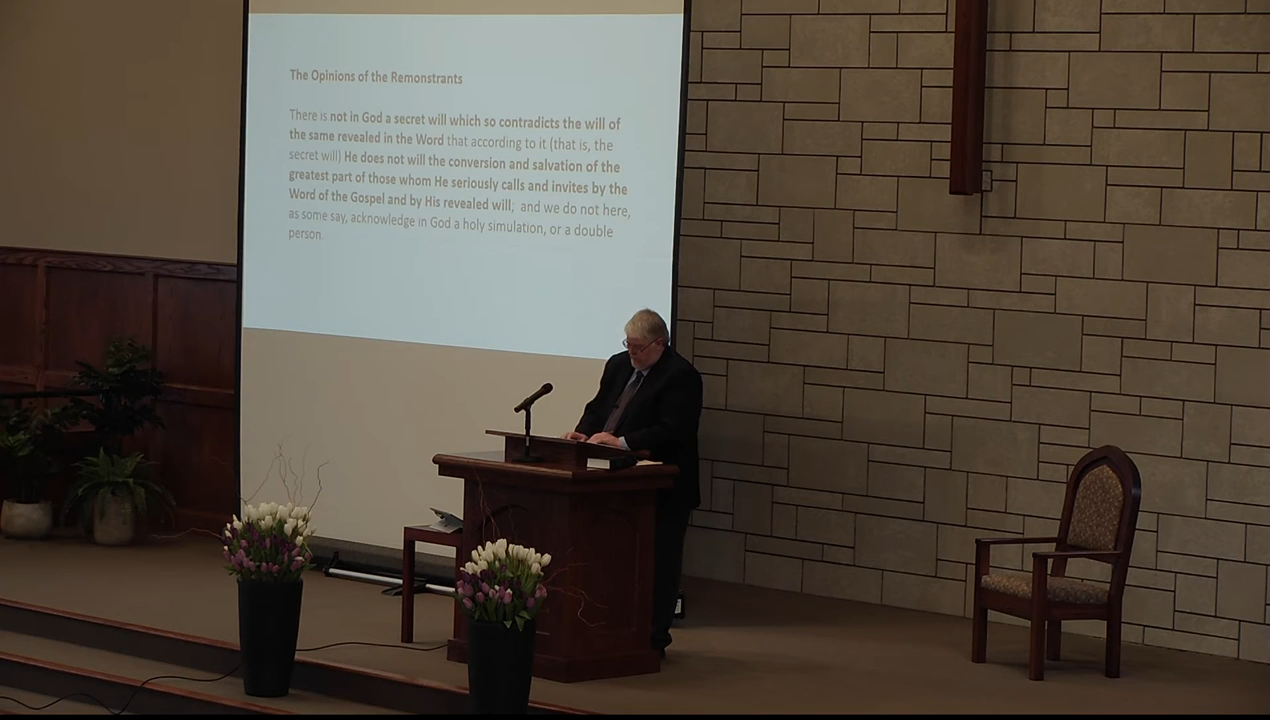 The Opinions of the Remonstrants
There is not in God a secret will which so contradicts the will of
the same revealed in the Word that according to it (that is, the
secret will) He does not will the conversion and salvation of the
greatest part of those whom He seriously calls and invites by the
Word of the Gospel and by His revealed will; and we do not here,
as some say, acknowledge in God a holy simulation, or a double
person.